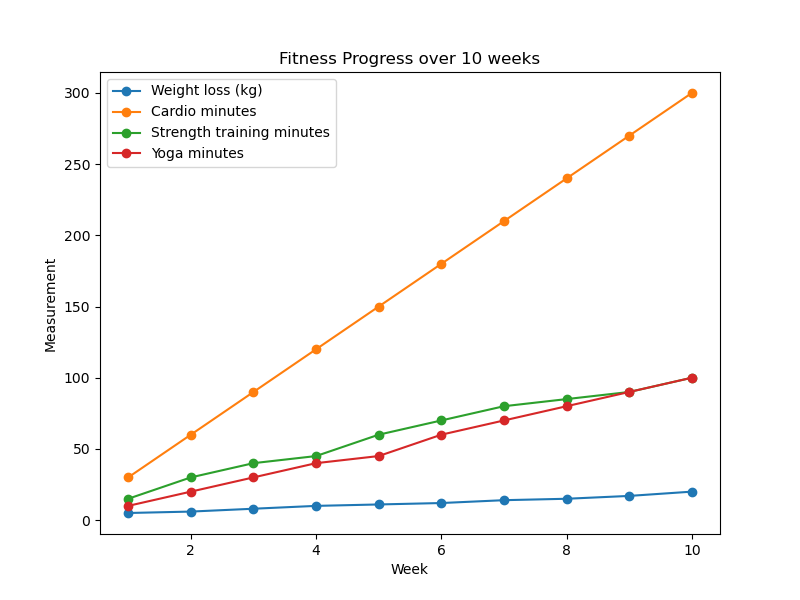 Fitness Progress over 10 weeks
Weight loss (kg)
Cardio minutes
Strength training minutes
Yoga minutes
300
250
200
150
100
50
0
Measurement
2 4 6 8 10
Week